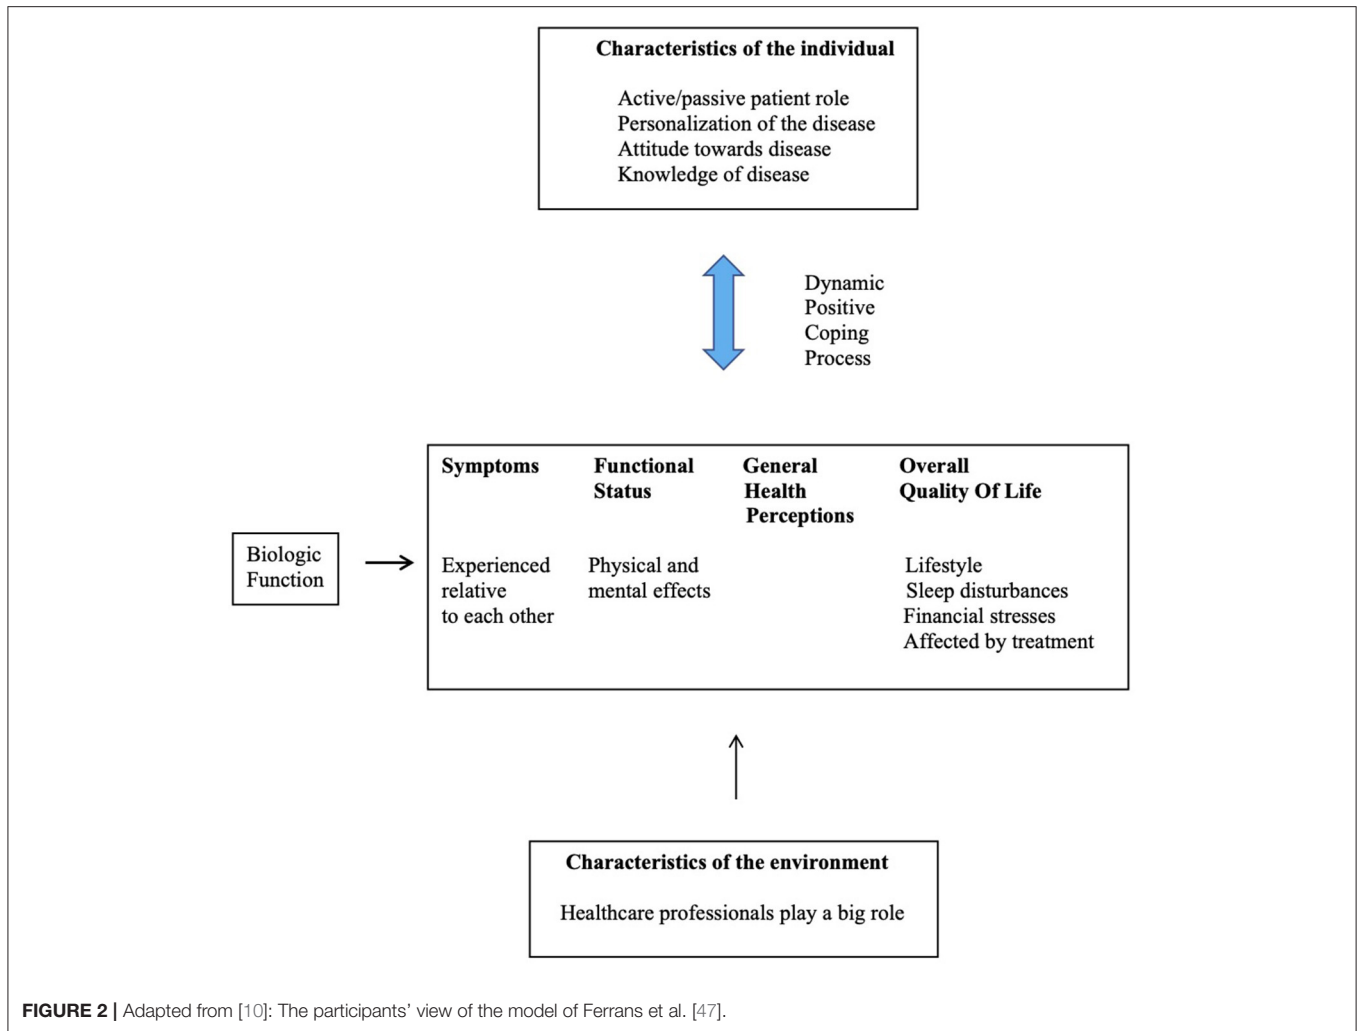 Characteristics of the individual
Active/passive patient role
Personalization of the disease
Attitude towards disease
Knowledge of disease
Dynamic
Positive
Coping
Process
Biologic
Function
Symptoms
Experienced
relative
to each other
Functional
Status
Physical and
mental effects
General
Health
Perceptions
Overall
Quality Of Life
Lifestyle
Sleep disturbances
Financial stresses
Affected by treatment
Characteristics of the environment
Healthcare professionals play a big role
FIGURE 2 | Adapted from [10]: The participants’ view of the model of Ferrans et al. [47].